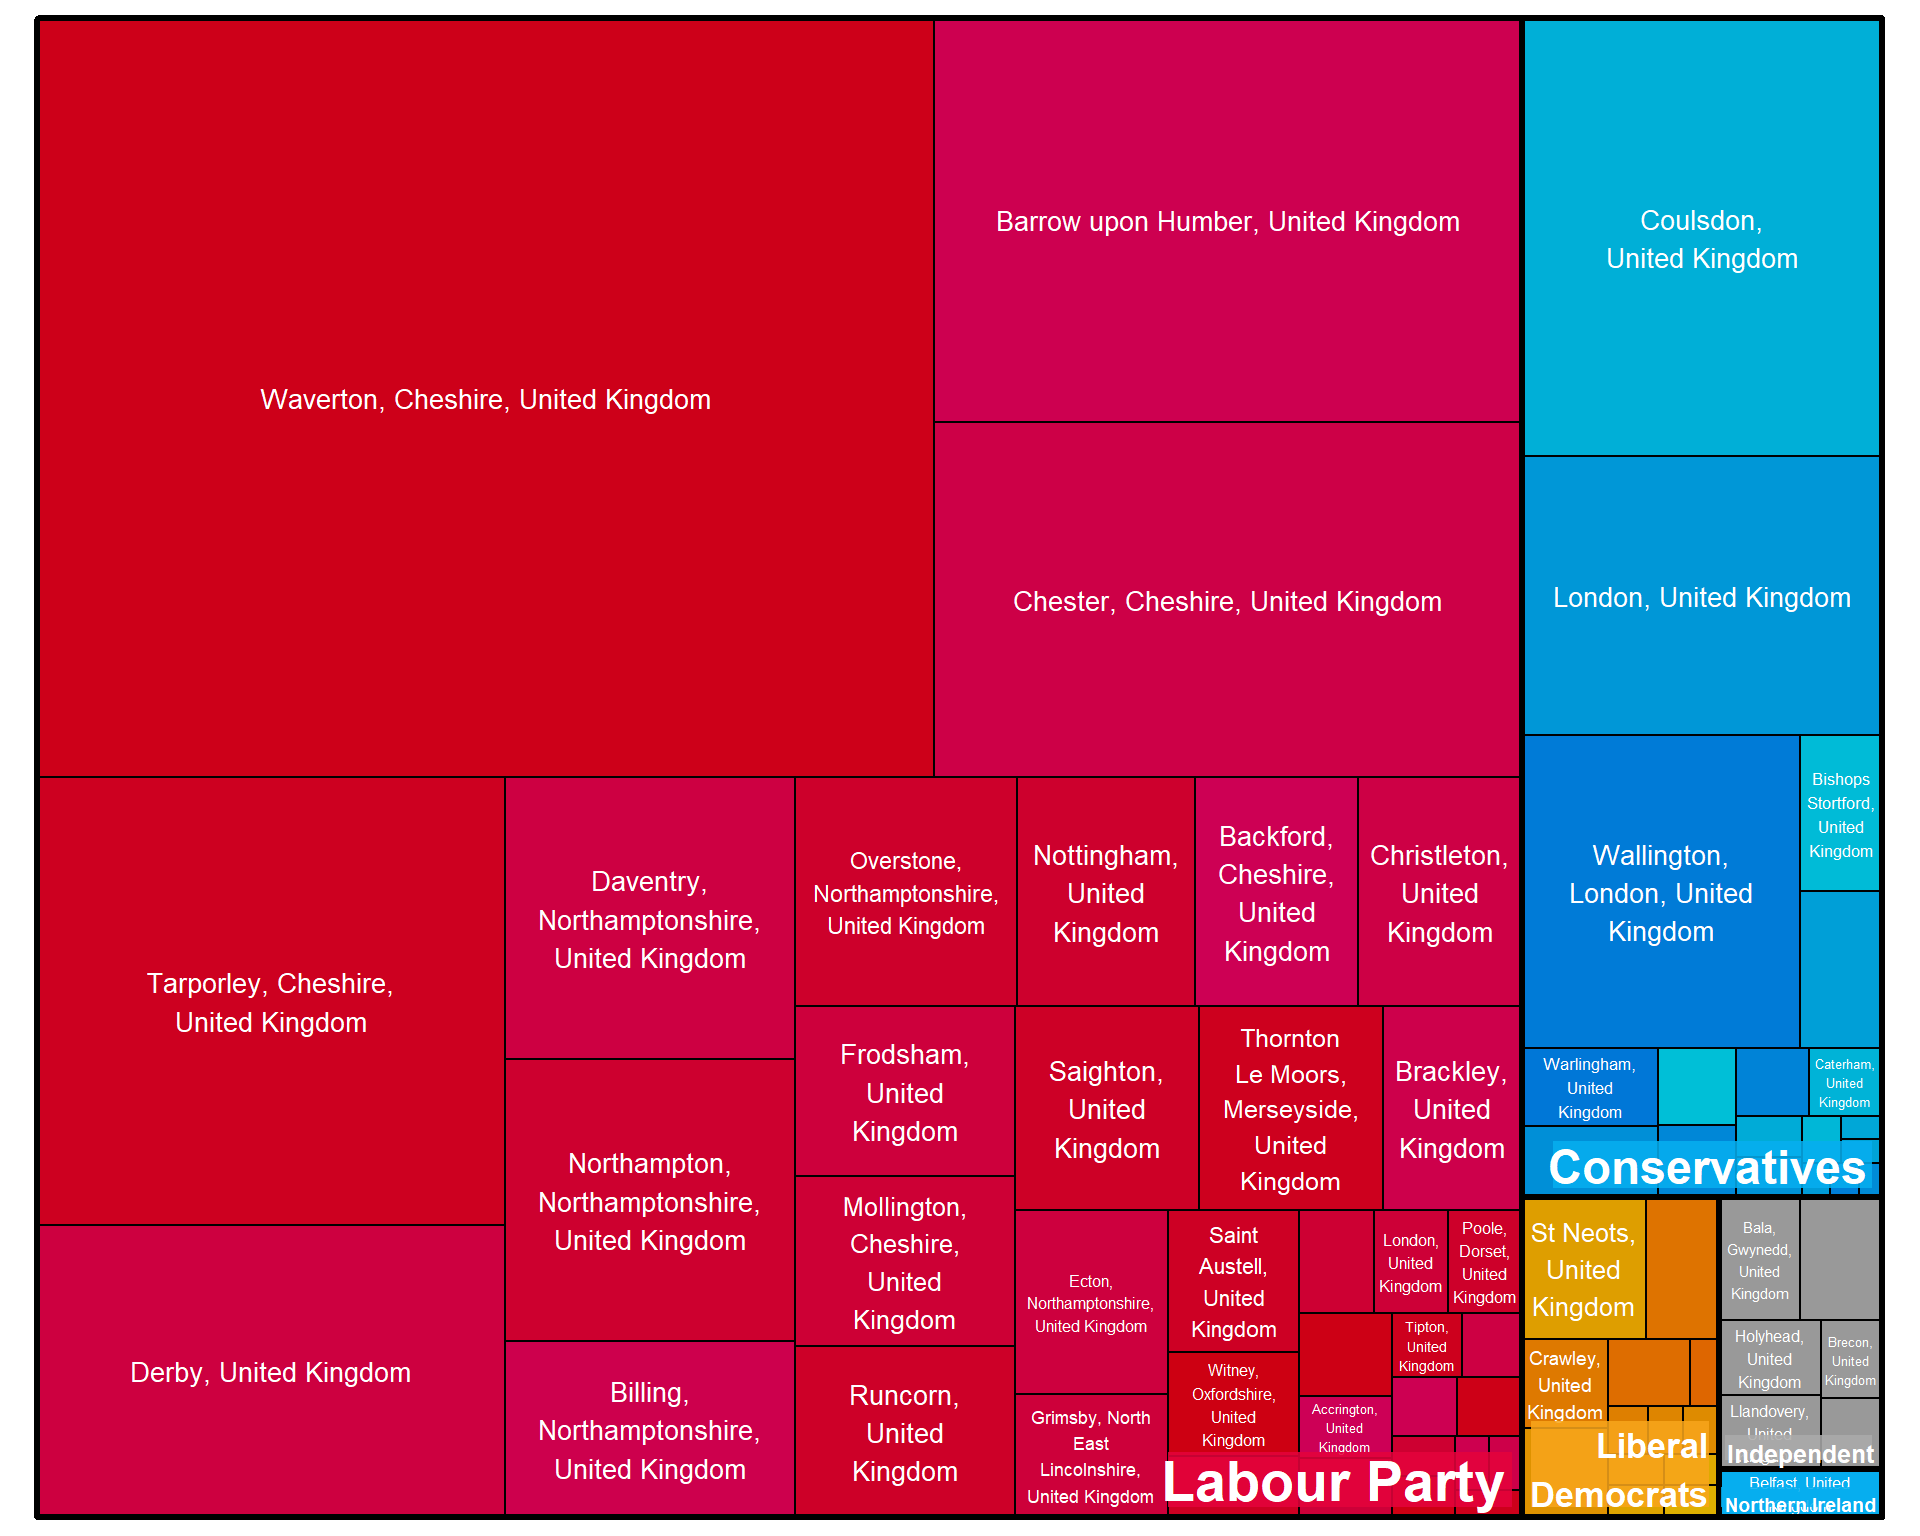 Waverton, Cheshire, United Kingdom
Barrow upon Humber, United Kingdom
Chester, Cheshire, United Kingdom
Tarporley, Cheshire,
United Kingdom
Derby, United Kingdom
Daventry,
Northamptonshire,
United Kingdom
Northampton,
Northamptonshire,
United Kingdom
Billing,
Northamptonshire,
United Kingdom
Overstone,
Northamptonshire,
United Kingdom
Nottingham,
United
Kingdom
Backford,
Cheshire,
United
Kingdom
Christleton,
United
Kingdom
Frodsham,
United
Kingdom
Mollington,
Cheshire,
United
Kingdom
Runcorn,
United
Kingdom
Saighton,
United
Kingdom
Thornton
Le Moors,
Merseyside,
United
Kingdom
Brackley,
United
Kingdom
Ecton,
Northamptonshire,
United Kingdom
Grimsby, North
East
Lincolnshire,
United Kingdom
Saint
Austell,
United
Kingdom
Witney,
Oxfordshire,
United
Kingdom
London,
United
Kingdom
Poole,
Dorset,
United
Kingdom
Tipton,
United
Kingdom
Accrington,
United
Kingdom
Labour Party
Coulsdon,
United Kingdom
London, United Kingdom
Wallington,
London, United
Kingdom
Bishops
Stortford,
United
Kingdom
Warlingham,
United
Kingdom
Caterham,
United
Kingdom
Conservatives
St Neots,
United
Kingdom
Crawley,
United
Kingdom
Liberal
Democrats
Bala,
Gwynedd,
United
Kingdom
Holyhead,
United
Kingdom
Brecon,
United
Kingdom
Llandovery,
United
Independent
Belfast, United
Northern Ireland